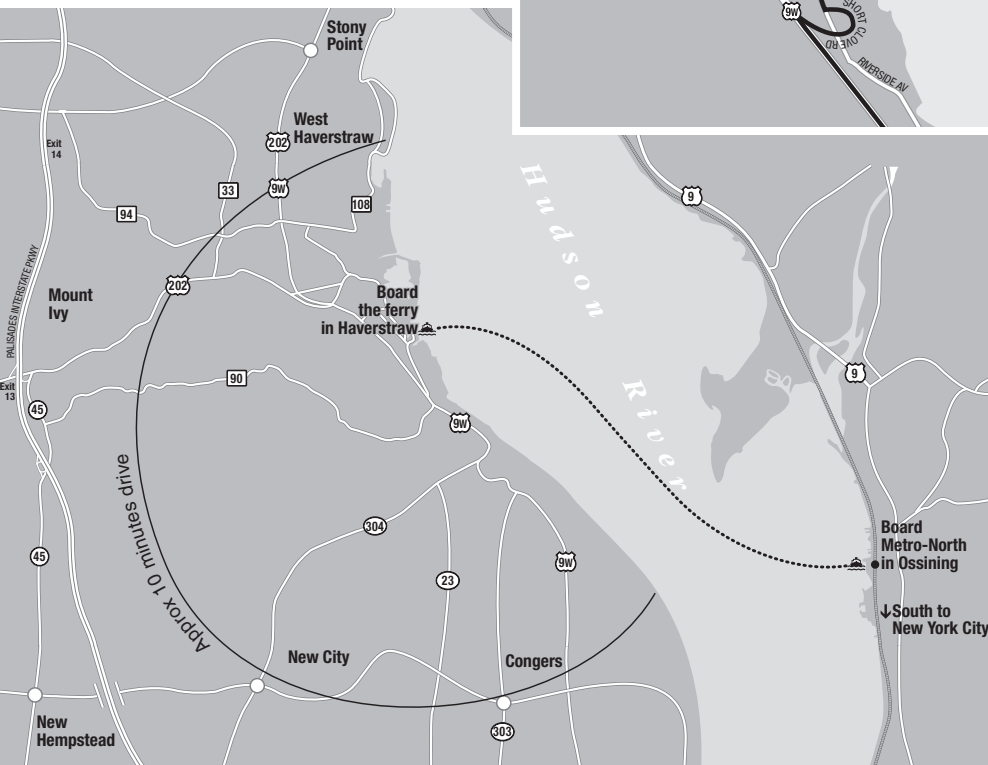 Stony
Point
9W
SHORT CLOVE RD
RIVERSIDE AV
West
Haverstraw
202
Exit
14
33
9W
9
94
108
Hudson
River
PALISADES INTERSTATE PKWY
202
Mount
Ivy
Board
the ferry
in Haverstraw
Exit
13
90
9
45
9W
Approx 10 minutes drive
304
Board
Metro-North
in Ossining
45
9W
23
↓South to
New York City
New City
Congers
New
Hempstead
303